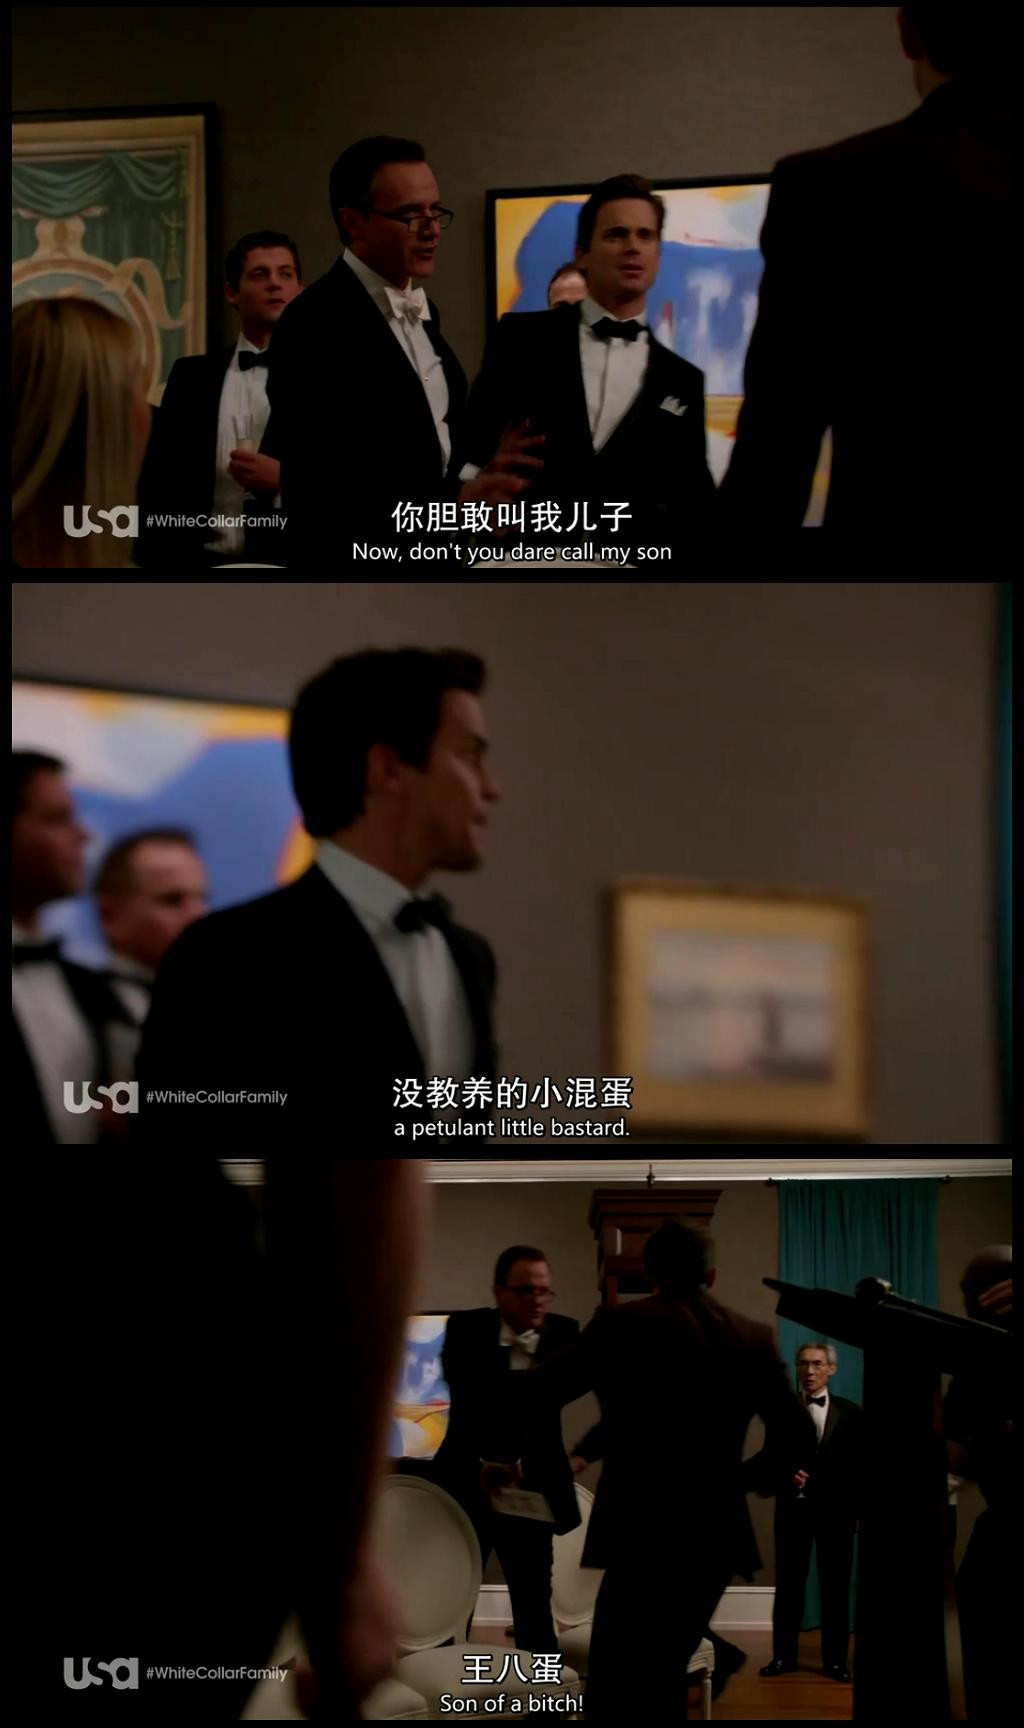 你胆敢叫我儿子
Now, don't you dare call my son
usa #WhiteCollarFamily
没教养的小混蛋
a petulant little bastard.
usa #WhiteCollarFamily
王八蛋
Son of a bitch!
usa #WhiteCollarFamily